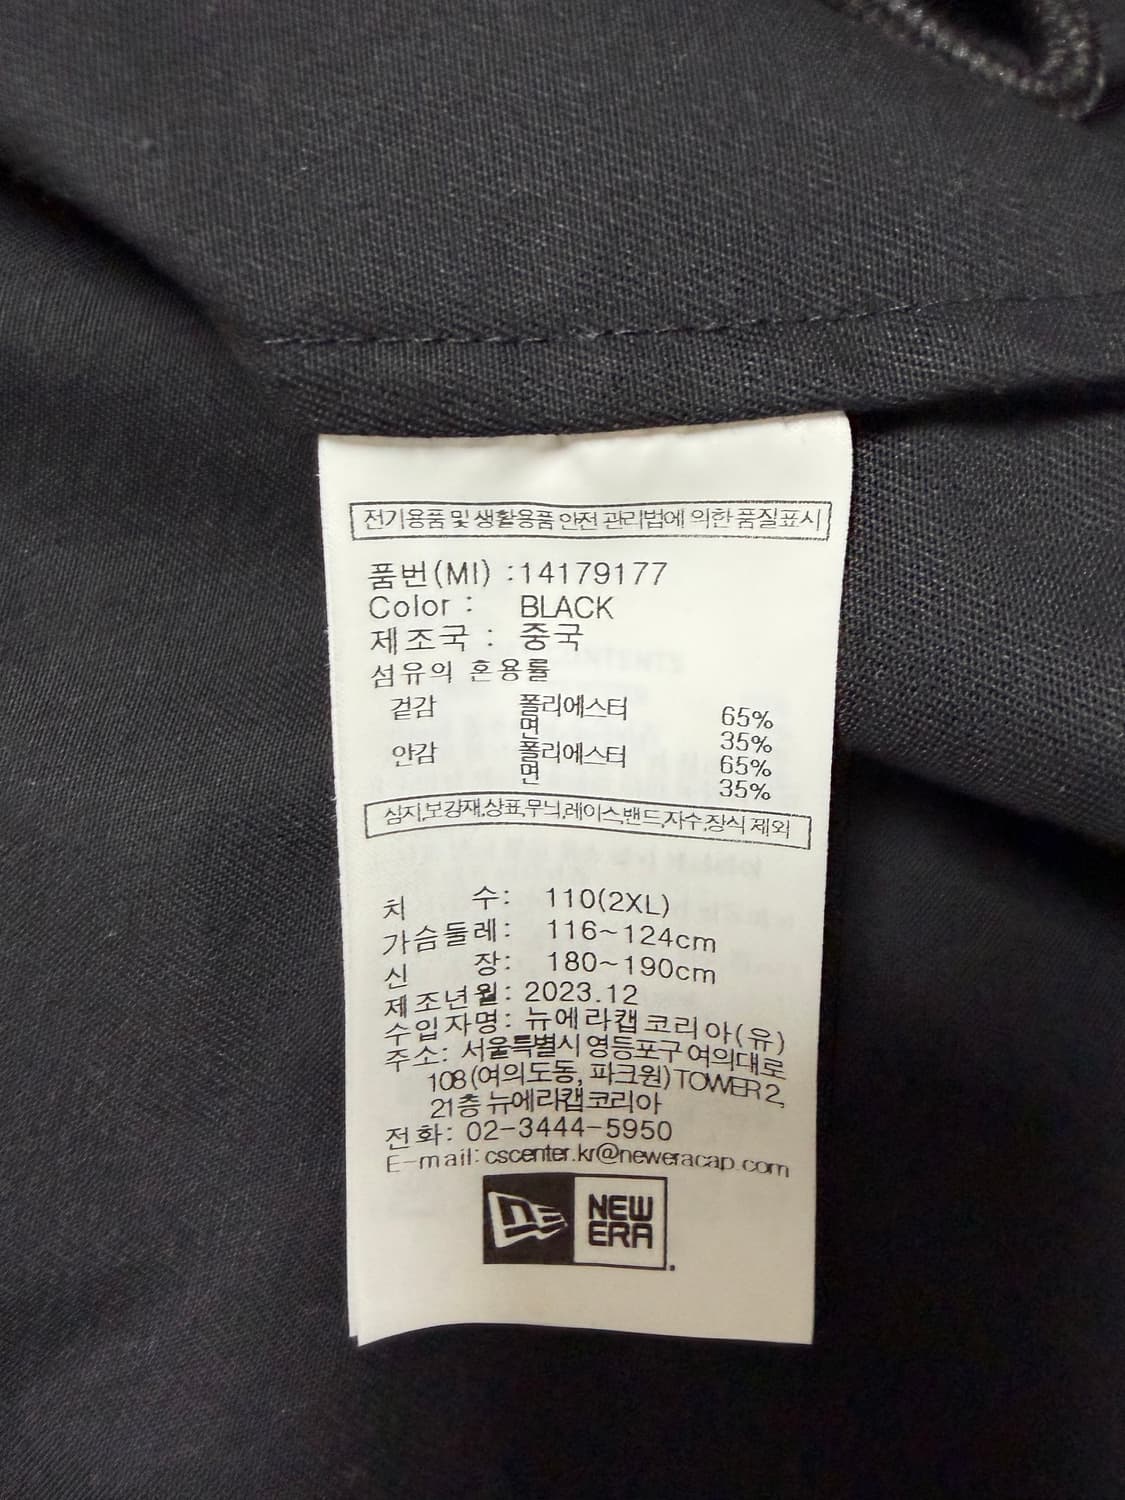 전기용품 및 생활용품 안전 관리법에 의한 품질표시
품번(MI) :14179177
Color : BLACK
제조국 : 중국
섬유의 혼용률
겉감 폴리에스터 65%
면 35%
안감 폴리에스터 65%
면 35%
심지,보강재,상표,무늬,레이스,밴드,자수,장식 제외
치 수: 110(2XL)
가슴둘레: 116~124cm
신 장: 180~190cm
제조년월: 2023.12
수입자명: 뉴에라캡코리아(유)
주소: 서울특별시 영등포구 여의대로
108 (여의도동, 파크원) TOWER 2,
21층 뉴에라캡코리아
전화: 02-3444-5950
E-mail: cscenter.kr@neweracap.com
NEW
ERA